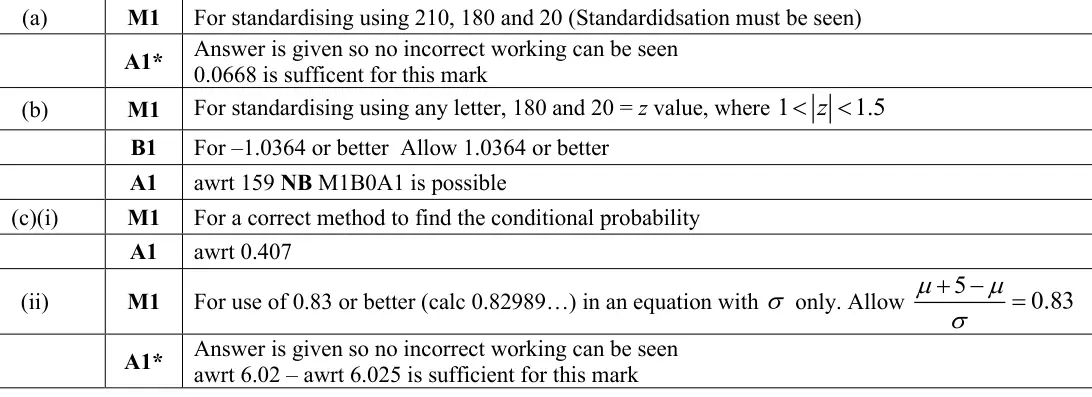 (a) M1 For standardising using 210, 180 and 20 (Standardidsation must be seen)
A1* Answer is given so no incorrect working can be seen
0.0668 is sufficent for this mark
(b) M1 For standardising using any letter, 180 and 20 = z value, where 1 < |z| < 1.5
B1 For –1.0364 or better Allow 1.0364 or better
A1 awrt 159 NB M1B0A1 is possible
(c)(i) M1 For a correct method to find the conditional probability
A1 awrt 0.407
(ii) M1 For use of 0.83 or better (calc 0.82989…) in an equation with σ only. Allow (μ + 5 − μ)/σ = 0.83
A1* Answer is given so no incorrect working can be seen
awrt 6.02 – awrt 6.025 is sufficient for this mark